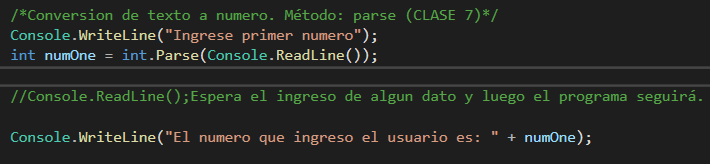 /*Conversion de texto a numero. Método: parse (CLASE 7)*/
Console.WriteLine("Ingrese primer numero");
int numOne = int.Parse(Console.ReadLine());
//Console.ReadLine();Espera el ingreso de algun dato y luego el programa seguirá.
Console.WriteLine("El numero que ingreso el usuario es: " + numOne);